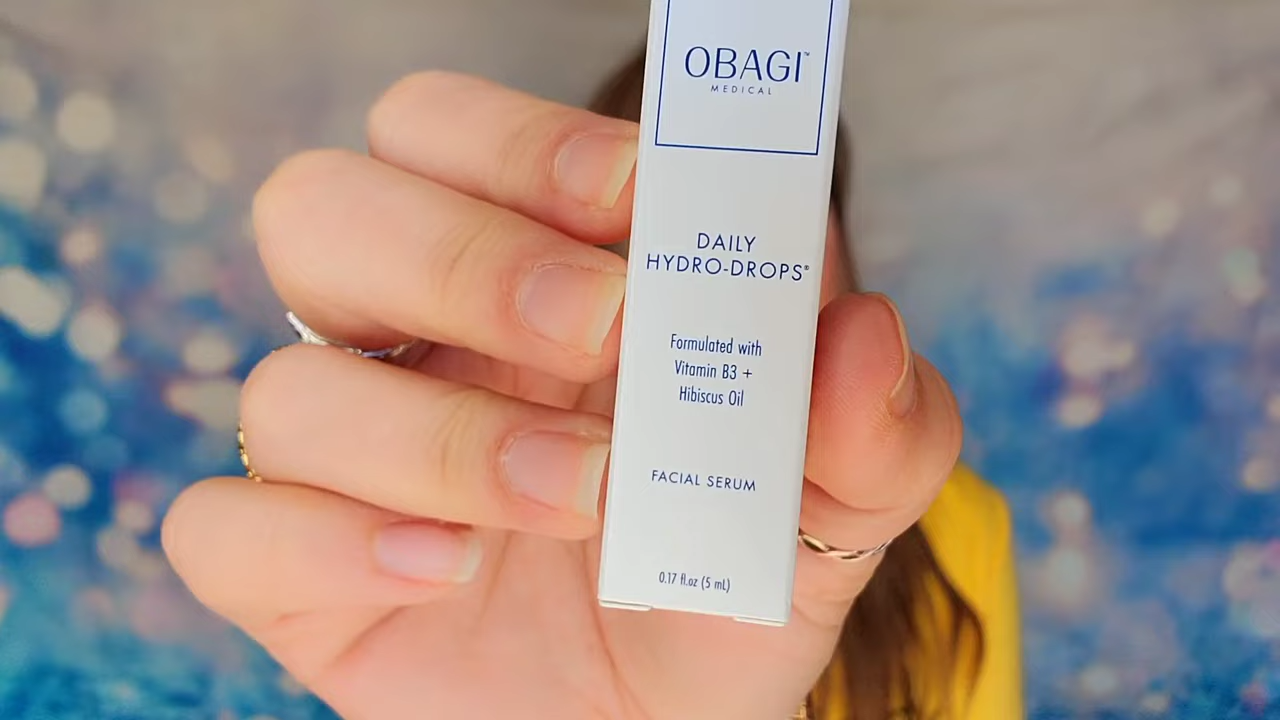 OBAGI™
MEDICAL
DAILY
HYDRO-DROPS®
Formulated with
Vitamin B3 +
Hibiscus Oil
FACIAL SERUM
0.17 fl.oz (5 mL)